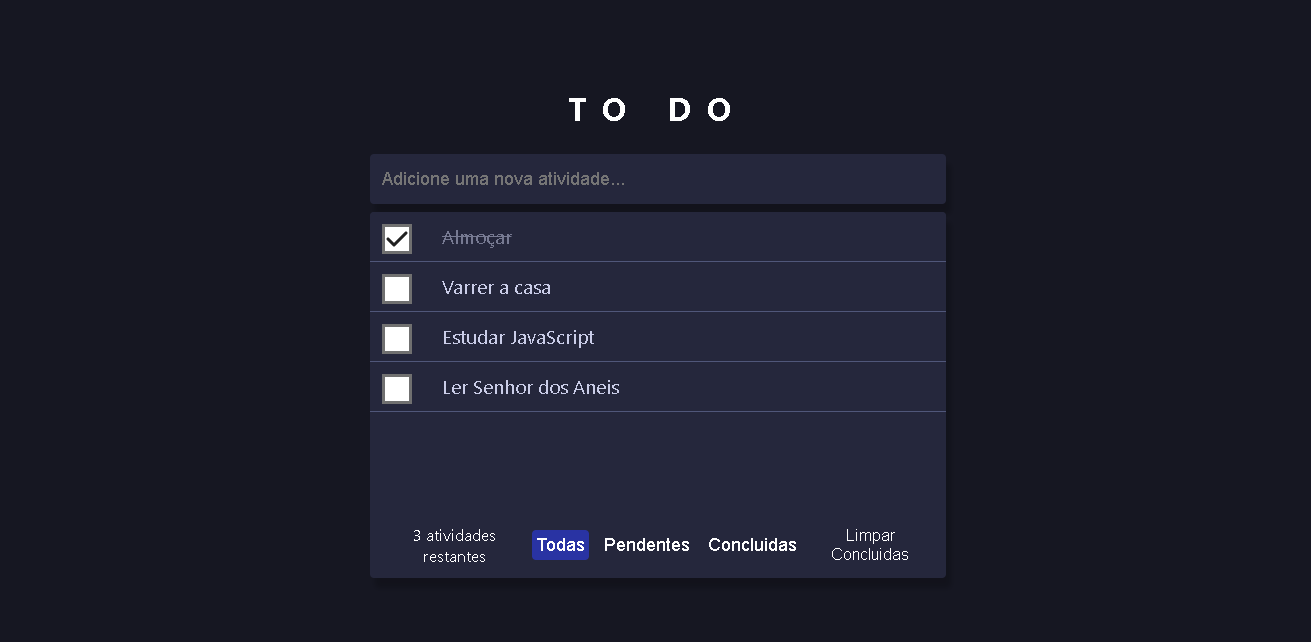 TO DO
Adicione uma nova atividade...
Almoçar
Varrer a casa
Estudar JavaScript
Ler Senhor dos Aneis
3 atividades
restantes
Todas
Pendentes
Concluidas
Limpar
Concluidas